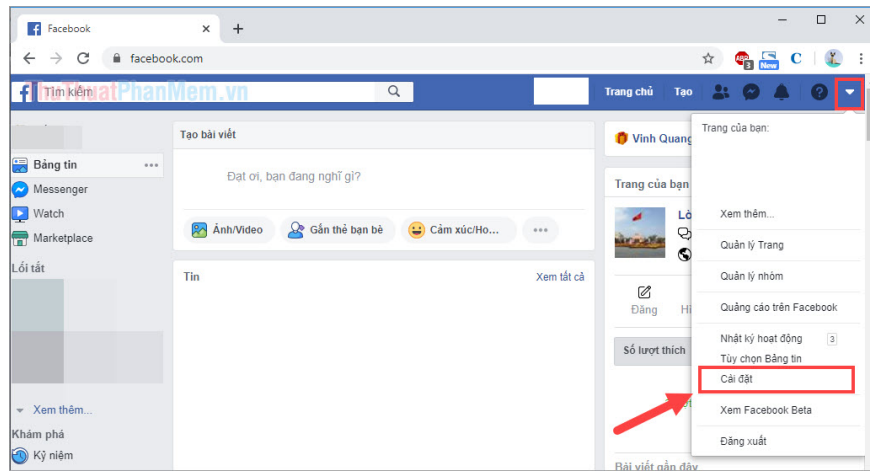 Facebook
facebook.com
ABP
3
New
C
ThuThuatPhanMem.vn
Tìm kiếm
Trang chủ
Tạo
Bảng tin
Messenger
Watch
Marketplace
Lối tắt
Xem thêm...
Khám phá
Kỷ niệm
Tạo bài viết
Đạt ơi, bạn đang nghĩ gì?
Ảnh/Video
Gắn thẻ bạn bè
Cảm xúc/Ho...
Tin
Xem tất cả
Vinh Quang
Trang của bạn
Đăng
Số lượt thích
Bài viết gần đây
Trang của bạn:
Xem thêm...
Quản lý Trang
Quản lý nhóm
Quảng cáo trên Facebook
Nhật ký hoạt động 3
Tùy chọn Bảng tin
Cài đặt
Xem Facebook Beta
Đăng xuất